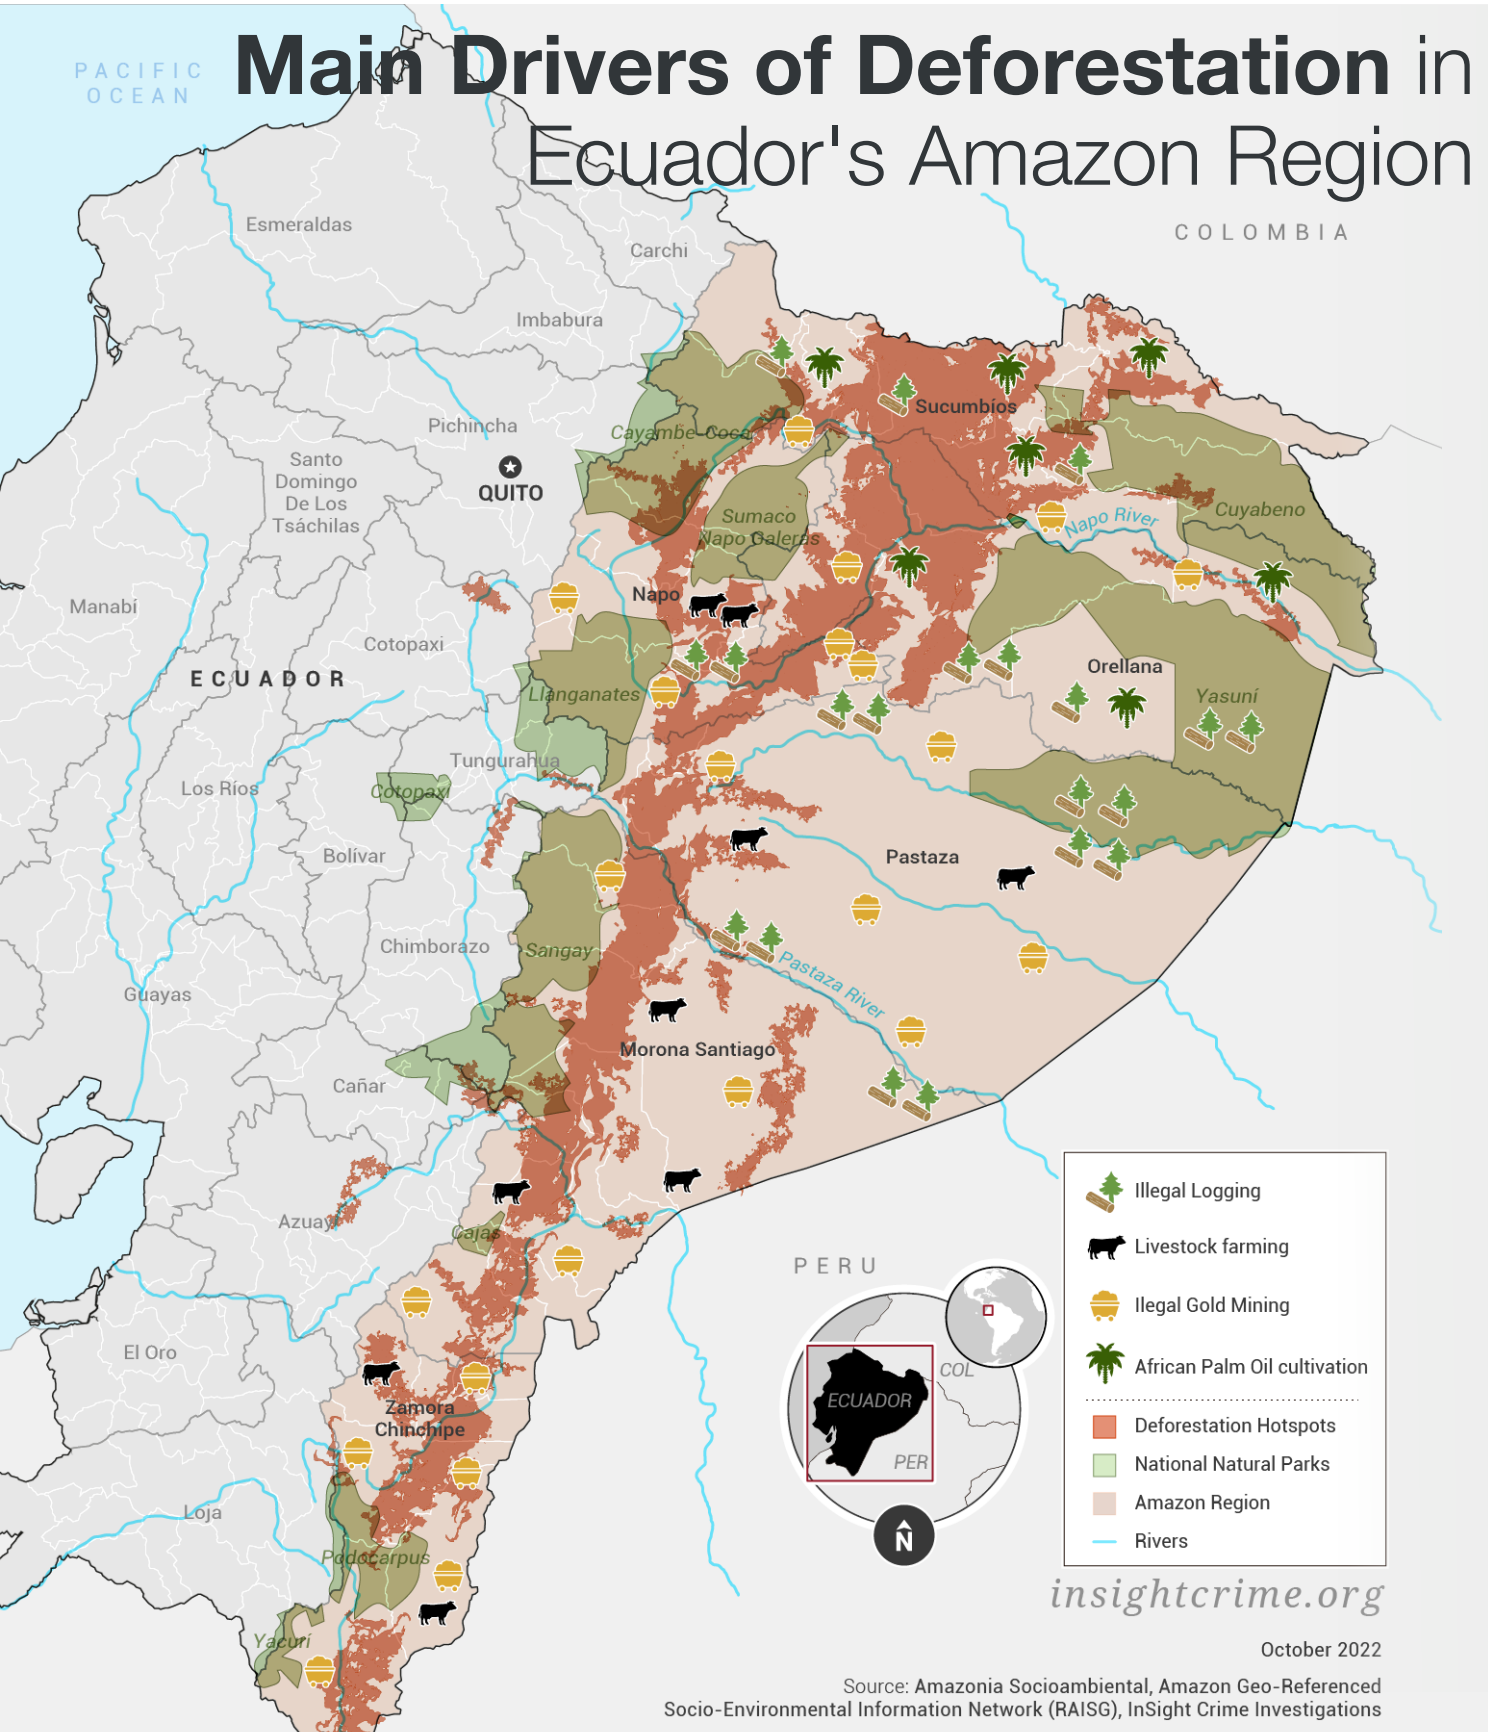 Main Drivers of Deforestation in
Ecuador's Amazon Region
PACIFIC
OCEAN
COLOMBIA
Esmeraldas
Carchi
Imbabura
Pichincha
Sucumbíos
Cayambe-Coca
Santo
Domingo
De Los
Tsáchilas
QUITO
Sumaco
Napo Galeras
Napo River
Cuyabeno
Manabí
Napo
Cotopaxi
ECUADOR
Llanganates
Orellana
Yasuní
Tungurahua
Los Ríos
Cotopaxi
Bolívar
Pastaza
Chimborazo
Sangay
Pastaza River
Guayas
Morona Santiago
Cañar
Azuay
Cajas
PERU
El Oro
Zamora
Chinchipe
Loja
Podocarpus
Yacuri
COL
ECUADOR
PER
N
Illegal Logging
Livestock farming
Ilegal Gold Mining
African Palm Oil cultivation
Deforestation Hotspots
National Natural Parks
Amazon Region
Rivers
insightcrime.org
October 2022
Source: Amazonia Socioambiental, Amazon Geo-Referenced
Socio-Environmental Information Network (RAISG), InSight Crime Investigations